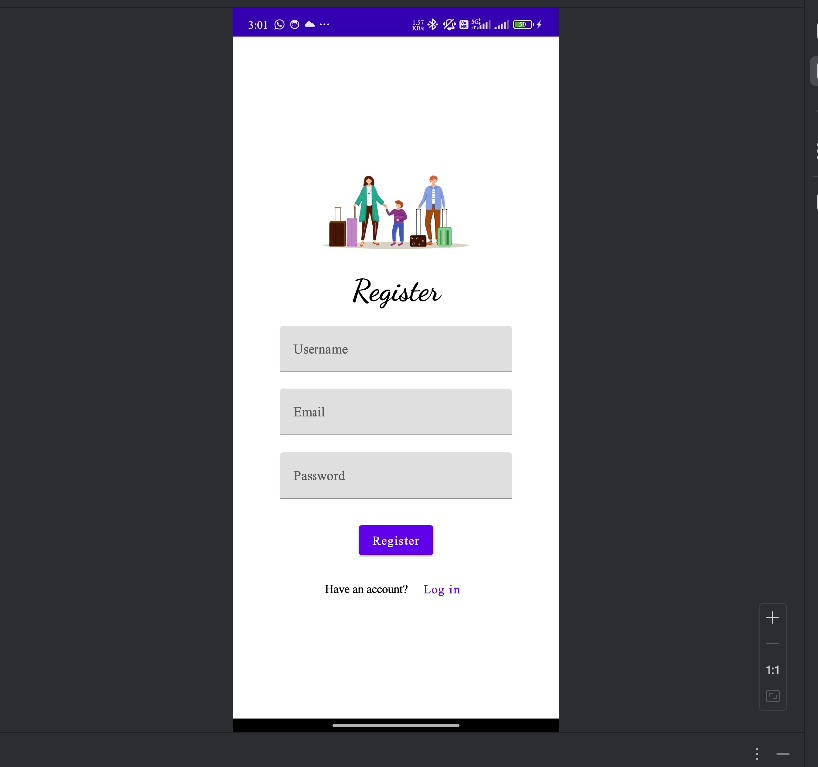 3:01
Register
Username
Email
Password
Register
Have an account? Log in
1:1